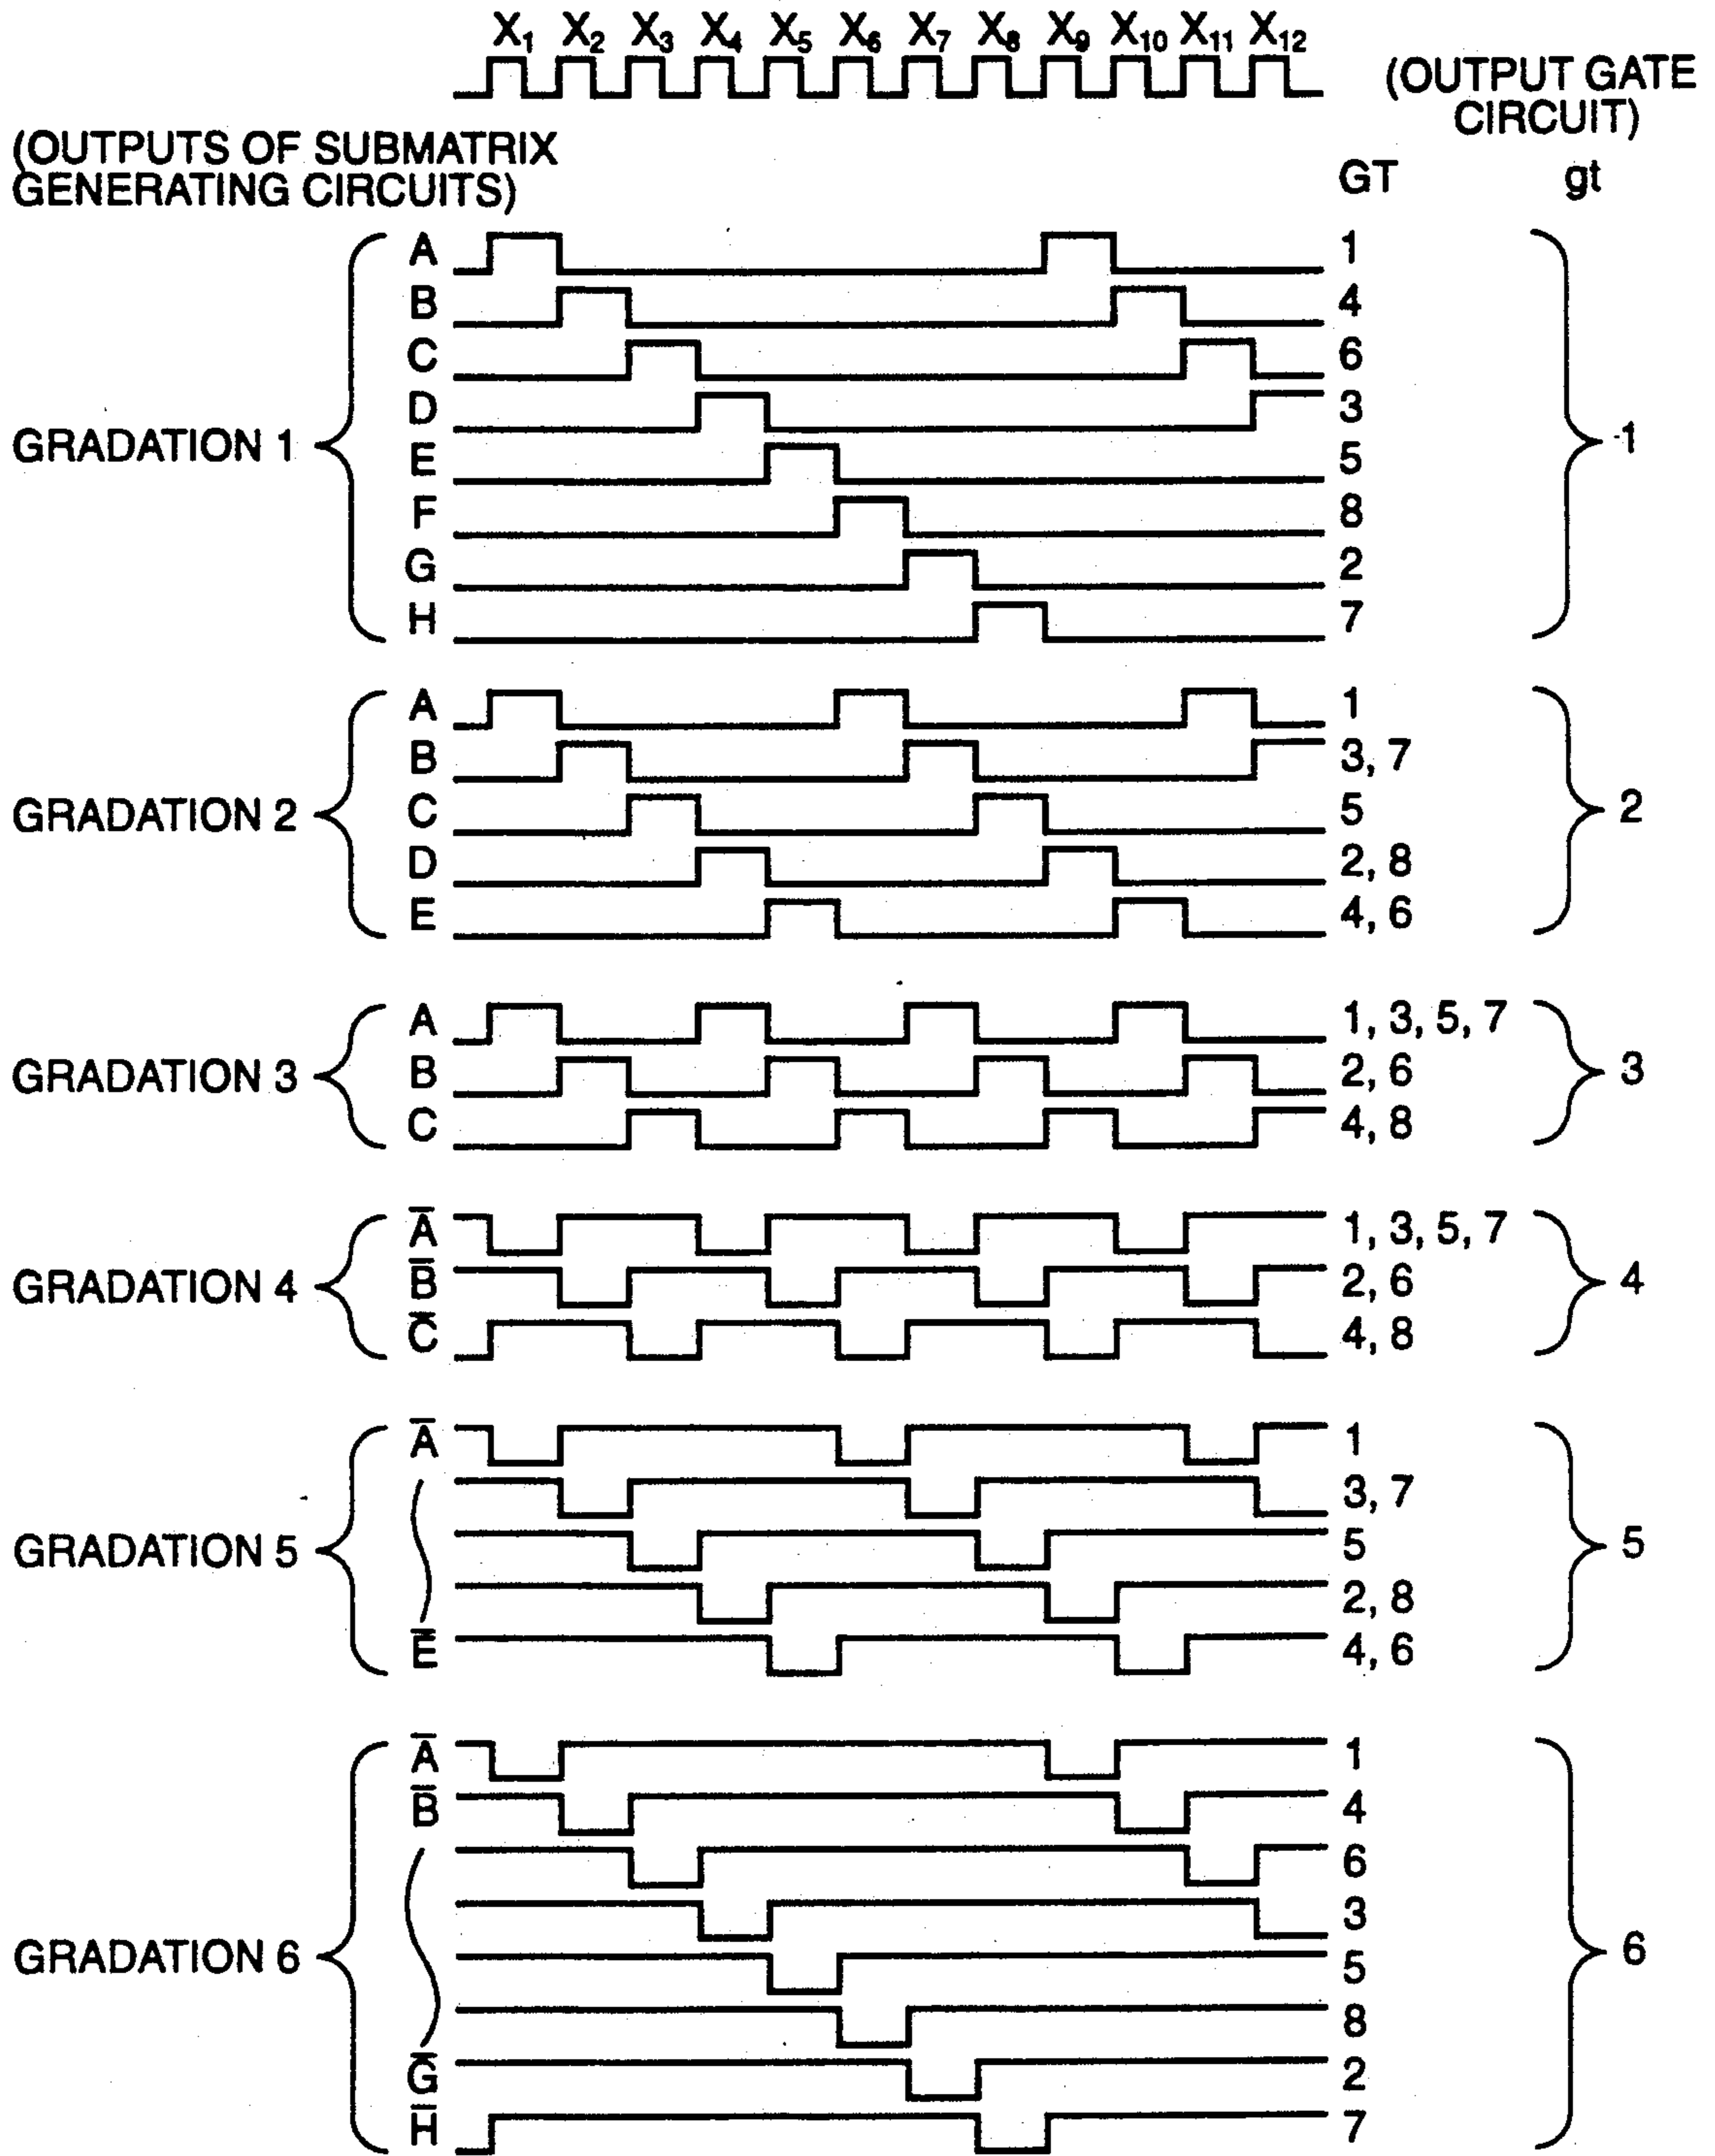 X₁ X₂ X₃ X₄ X₅ X₆ X₇ X₈ X₉ X₁₀ X₁₁ X₁₂
(OUTPUT GATE
CIRCUIT)
(OUTPUTS OF SUBMATRIX
GENERATING CIRCUITS)
GT gt
GRADATION 1
A 1
B 4
C 6
D 3
E 5
F 8
G 2
H 7
1
GRADATION 2
A 1
B 3, 7
C 5
D 2, 8
E 4, 6
2
GRADATION 3
A 1, 3, 5, 7
B 2, 6
C 4, 8
3
GRADATION 4
A̅ 1, 3, 5, 7
B̅ 2, 6
C̅ 4, 8
4
GRADATION 5
A̅ 1
3, 7
5
2, 8
E̅ 4, 6
5
GRADATION 6
A̅ 1
B̅ 4
6
3
5
8
G̅ 2
H̅ 7
6